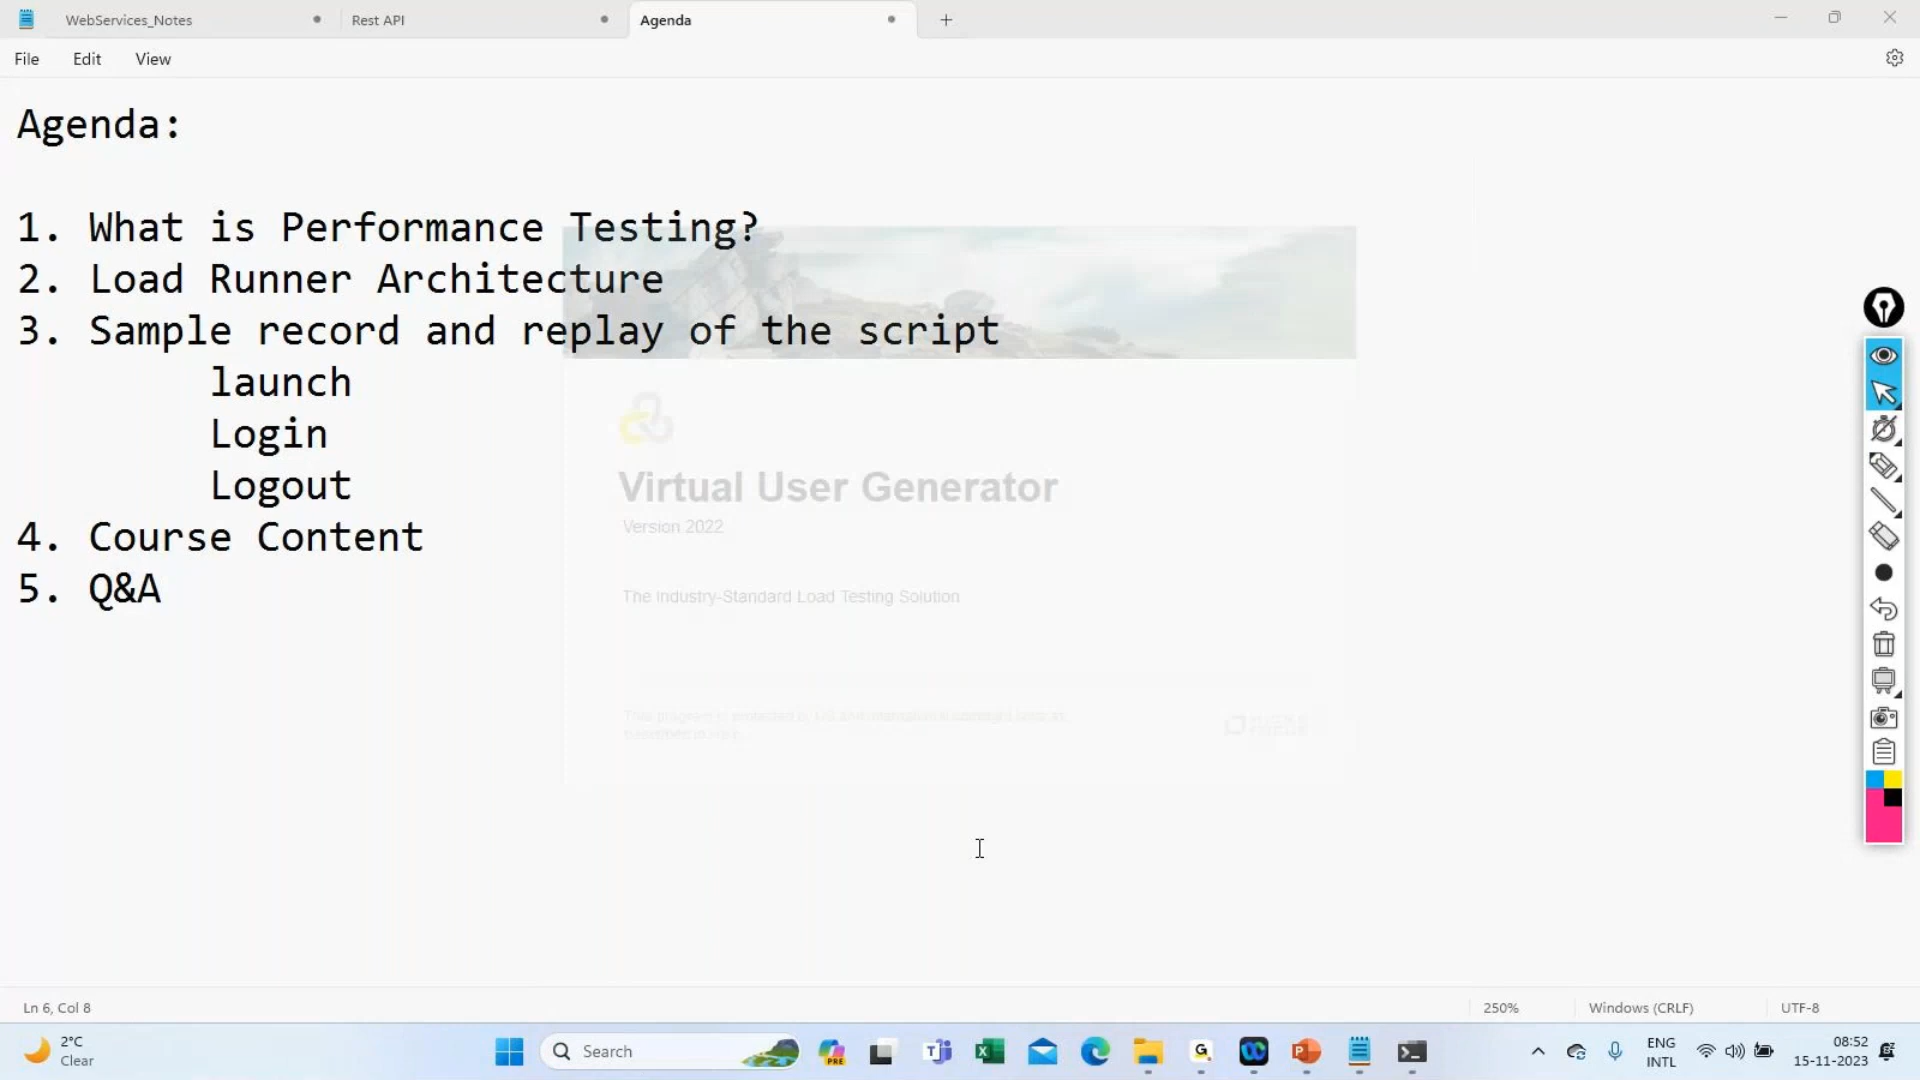 WebServices_Notes
Rest API
Agenda
File
Edit
View
Agenda:
1. What is Performance Testing?
2. Load Runner Architecture
3. Sample record and replay of the script
launch
Login
Logout
4. Course Content
5. Q&A
Virtual User Generator
Version 2022
The Industry-Standard Load Testing Solution
Ln 6, Col 8
250%
Windows (CRLF)
UTF-8
2°C
Clear
Search
PRE
ENG
INTL
08:52
15-11-2023